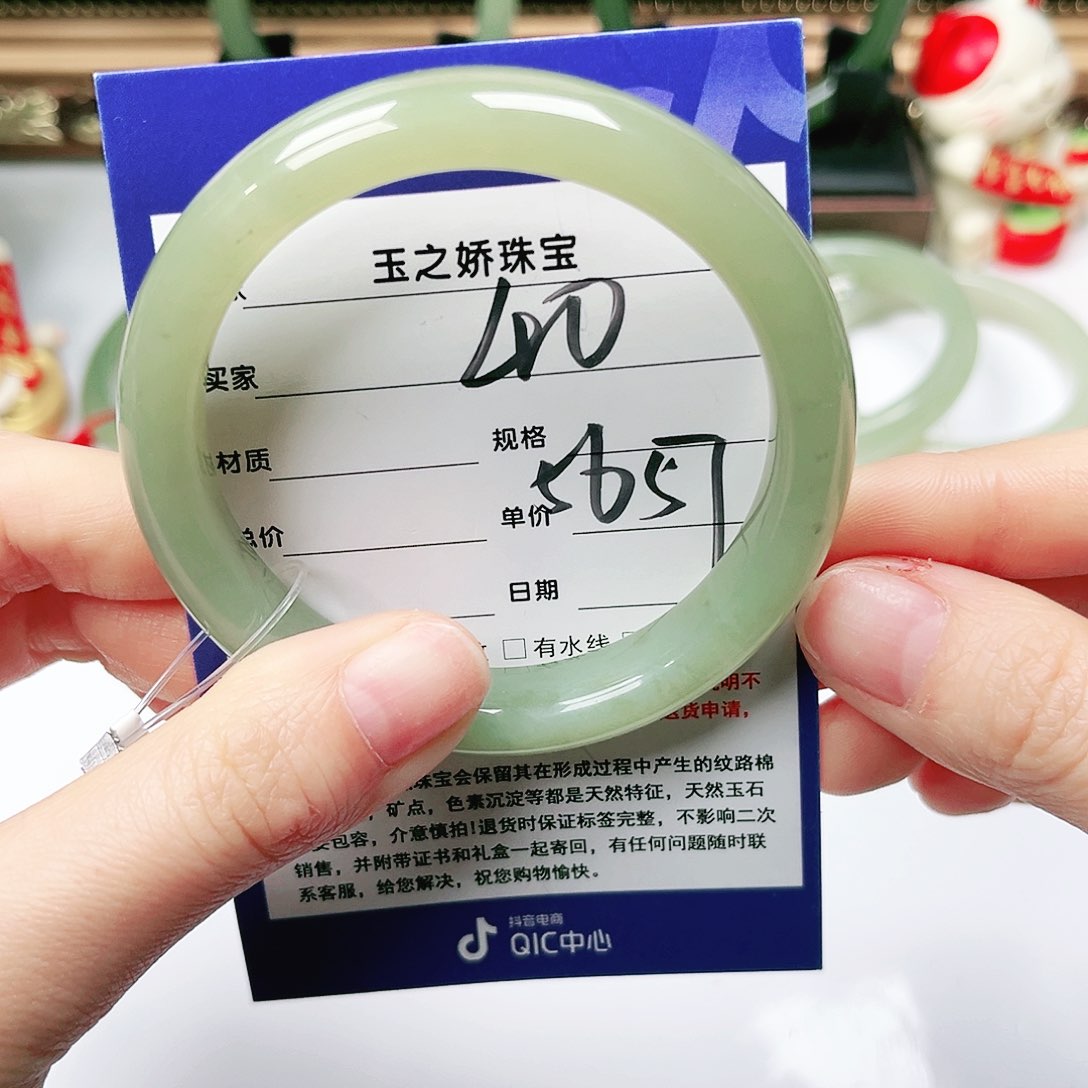 玉之娇珠宝
40
买家
材质
规格
5657
总价
单价
日期
□ 有水线
明不
退货申请,
珠宝会保留其在形成过程中产生的纹路棉
矿点，色素沉淀等都是天然特征，天然玉石
包容，介意慎拍!退货时保证标签完整，不影响二次
销售，并附带证书和礼盒一起寄回，有任何问题随时联
系客服，给您解决，祝您购物愉快。
抖音电商
QIC中心